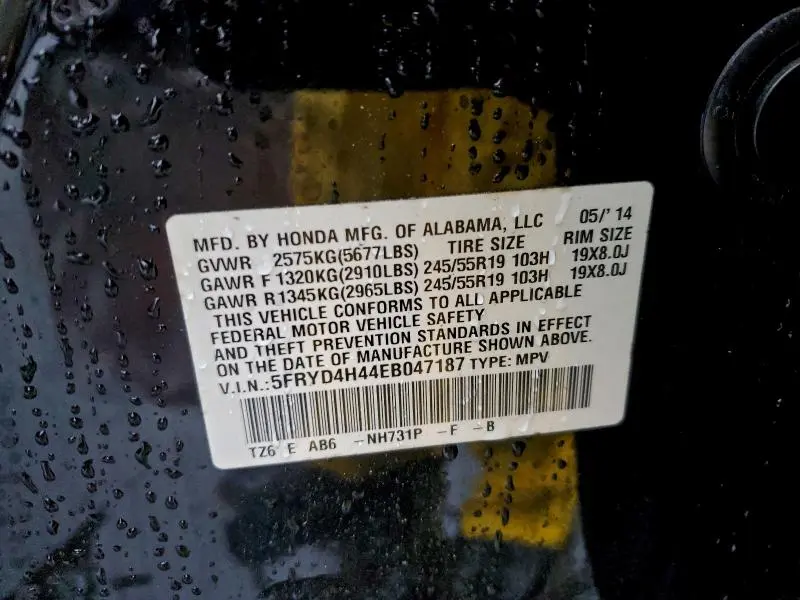 MFD. BY HONDA MFG. OF ALABAMA, LLC 05/' 14
GVWR 2575KG(5677LBS) TIRE SIZE RIM SIZE
GAWR F 1320KG(2910LBS) 245/55R19 103H 19X8.0J
GAWR R1345KG(2965LBS) 245/55R19 103H 19X8.0J
THIS VEHICLE CONFORMS TO ALL APPLICABLE
FEDERAL MOTOR VEHICLE SAFETY
AND THEFT PREVENTION STANDARDS IN EFFECT
ON THE DATE OF MANUFACTURE SHOWN ABOVE.
V.I.N.:5FRYD4H44EB047187 TYPE: MPV
TZ6 E AB6 -NH731P -F -B